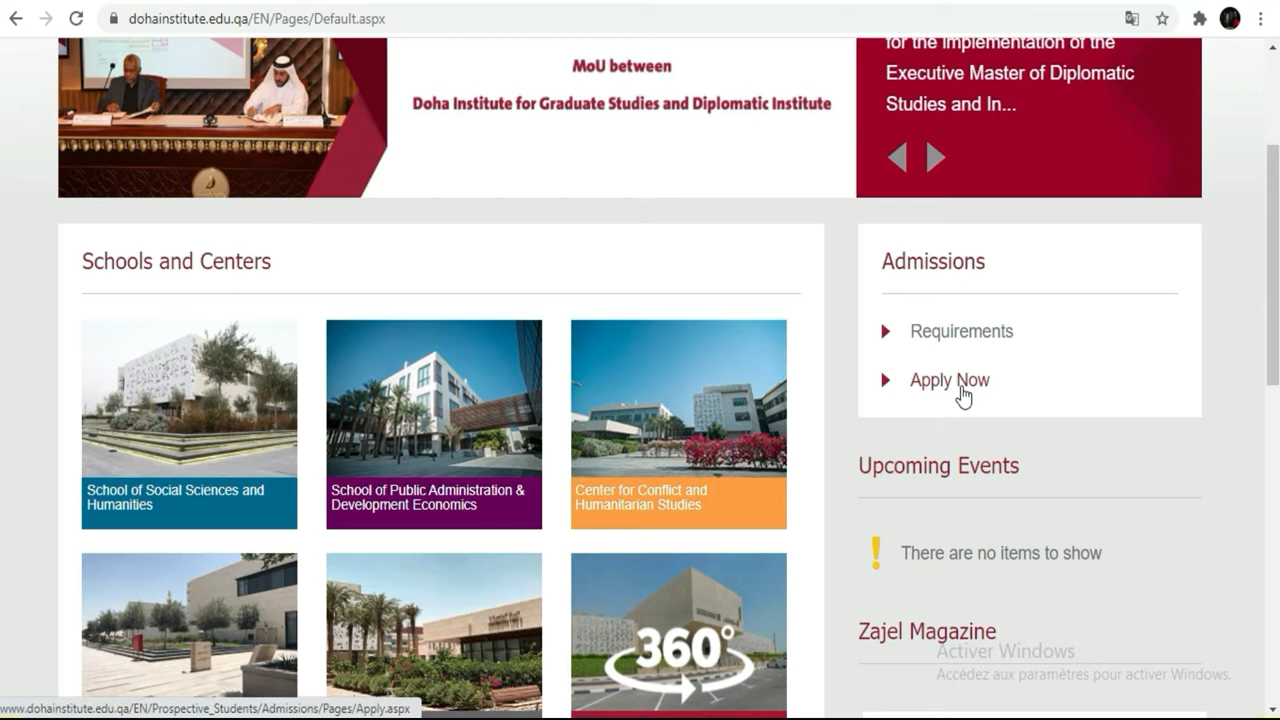 dohainstitute.edu.qa/EN/Pages/Default.aspx
MoU between
Doha Institute for Graduate Studies and Diplomatic Institute
for the Implementation of the
Executive Master of Diplomatic
Studies and In...
Schools and Centers
School of Social Sciences and
Humanities
School of Public Administration &
Development Economics
Center for Conflict and
Humanitarian Studies
360°
Admissions
Requirements
Apply Now
Upcoming Events
There are no items to show
Zajel Magazine
Activer Windows
Accédez aux paramètres pour activer Windows.
www.dohainstitute.edu.qa/EN/Prospective_Students/Admissions/Pages/Apply.aspx